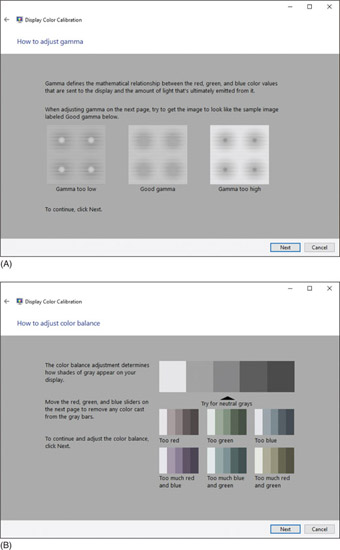 Display Color Calibration
How to adjust gamma
Gamma defines the mathematical relationship between the red, green, and blue color values
that are sent to the display and the amount of light that's ultimately emitted from it.
When adjusting gamma on the next page, try to get the image to look like the sample image
labeled Good gamma below.
Gamma too low
Good gamma
Gamma too high
To continue, click Next.
Next
Cancel
(A)
Display Color Calibration
How to adjust color balance
The color balance adjustment determines
how shades of gray appear on your
display.
Move the red, green, and blue sliders on
the next page to remove any color cast
from the gray bars.
To continue and adjust the color balance,
click Next.
Try for neutral grays
Too red
Too green
Too blue
Too much red
and blue
Too much blue
and green
Too much red
and green
Next
Cancel
(B)